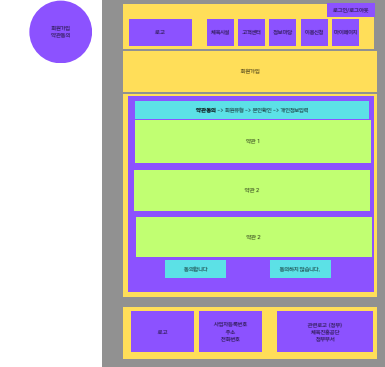 회원가입
약관동의
로그인/로그아웃
로고
체육시설
고객센터
정보마당
이용신청
마이페이지
회원가입
약관동의 -> 회원유형 -> 본인확인 -> 개인정보입력
약관 1
약관 2
약관 2
동의합니다
동의하지 않습니다.
로고
사업자등록번호
주소
전화번호
관련로고 (정부)
체육진흥공단
정부부서